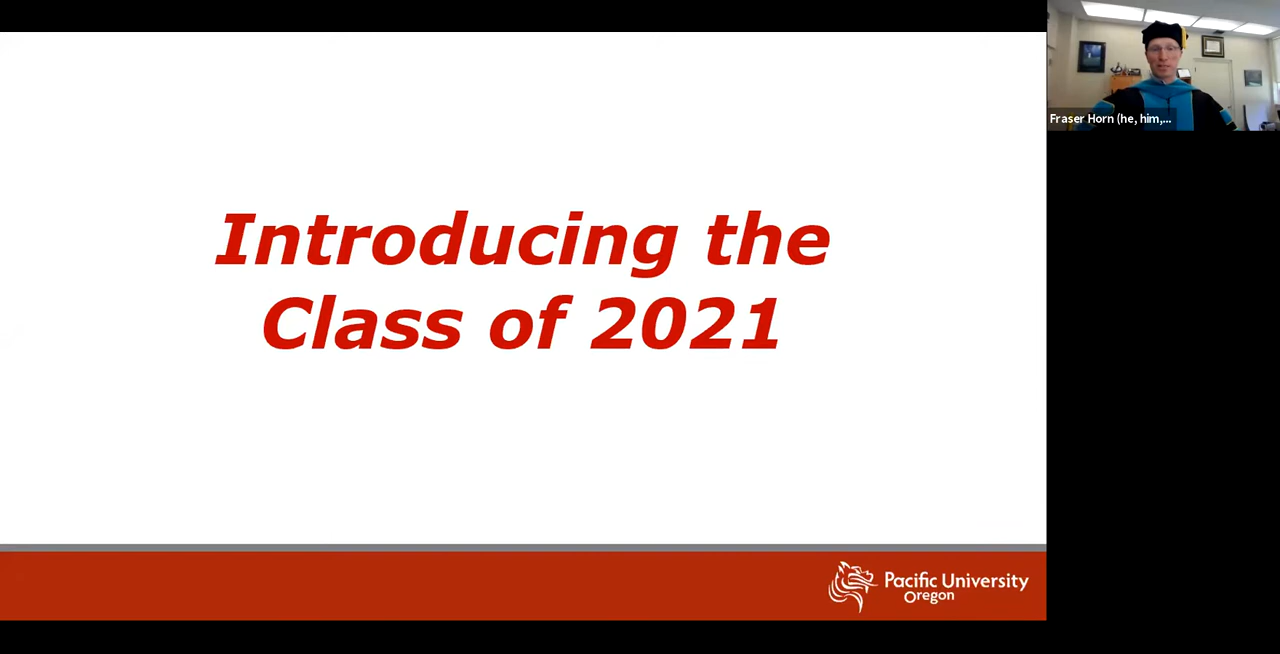 Introducing the
Class of 2021
Fraser Horn (he, him,...
Pacific University
Oregon